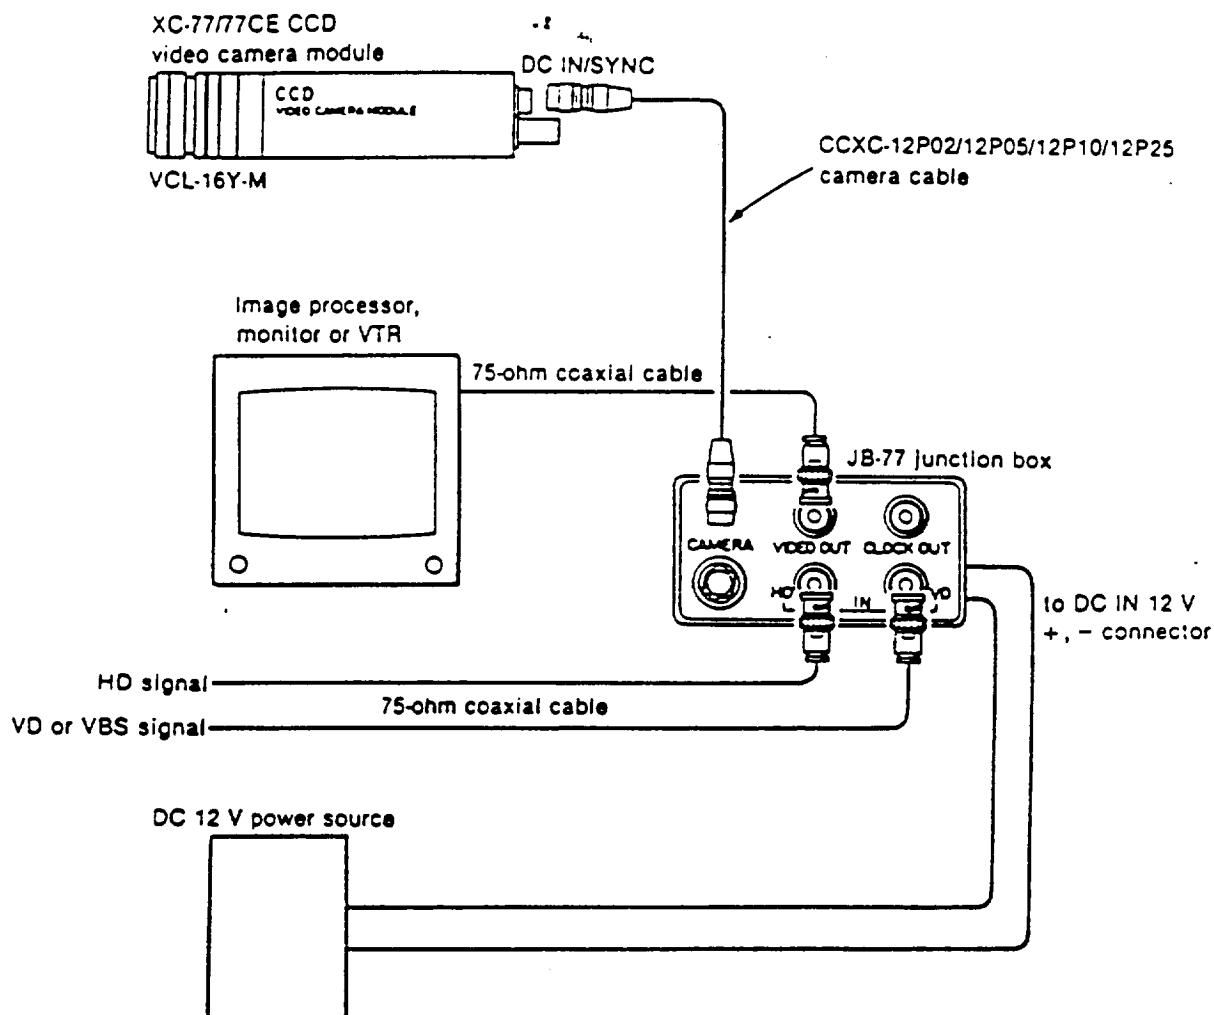 XC-77/77CE CCD
video camera module
DC IN/SYNC
CCD
VIDEO CAMERA MODULE
VCL-16Y-M
CCXC-12P02/12P05/12P10/12P25
camera cable
Image processor,
monitor or VTR
75-ohm coaxial cable
JB-77 junction box
CAMERA
VIDEO OUT
CLOCK OUT
HD
IN
VD
to DC IN 12 V
+, – connector
HD signal
75-ohm coaxial cable
VD or VBS signal
DC 12 V power source